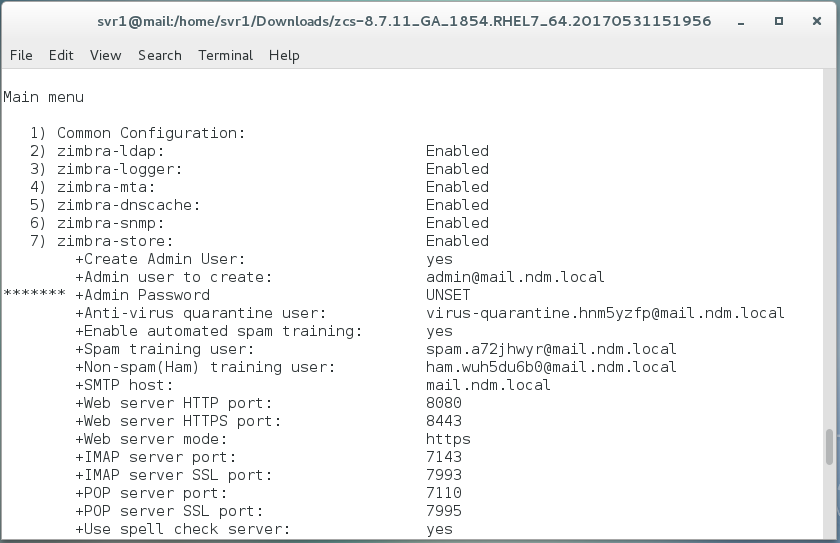 svr1@mail:/home/svr1/Downloads/zcs-8.7.11_GA_1854.RHEL7_64.20170531151956
File Edit View Search Terminal Help
Main menu
1) Common Configuration:
2) zimbra-ldap: Enabled
3) zimbra-logger: Enabled
4) zimbra-mta: Enabled
5) zimbra-dnscache: Enabled
6) zimbra-snmp: Enabled
7) zimbra-store: Enabled
+Create Admin User: yes
+Admin user to create: admin@mail.ndm.local
******* +Admin Password UNSET
+Anti-virus quarantine user: virus-quarantine.hnm5yzfp@mail.ndm.local
+Enable automated spam training: yes
+Spam training user: spam.a72jhwyr@mail.ndm.local
+Non-spam(Ham) training user: ham.wuh5du6b0@mail.ndm.local
+SMTP host: mail.ndm.local
+Web server HTTP port: 8080
+Web server HTTPS port: 8443
+Web server mode: https
+IMAP server port: 7143
+IMAP server SSL port: 7993
+POP server port: 7110
+POP server SSL port: 7995
+Use spell check server: yes